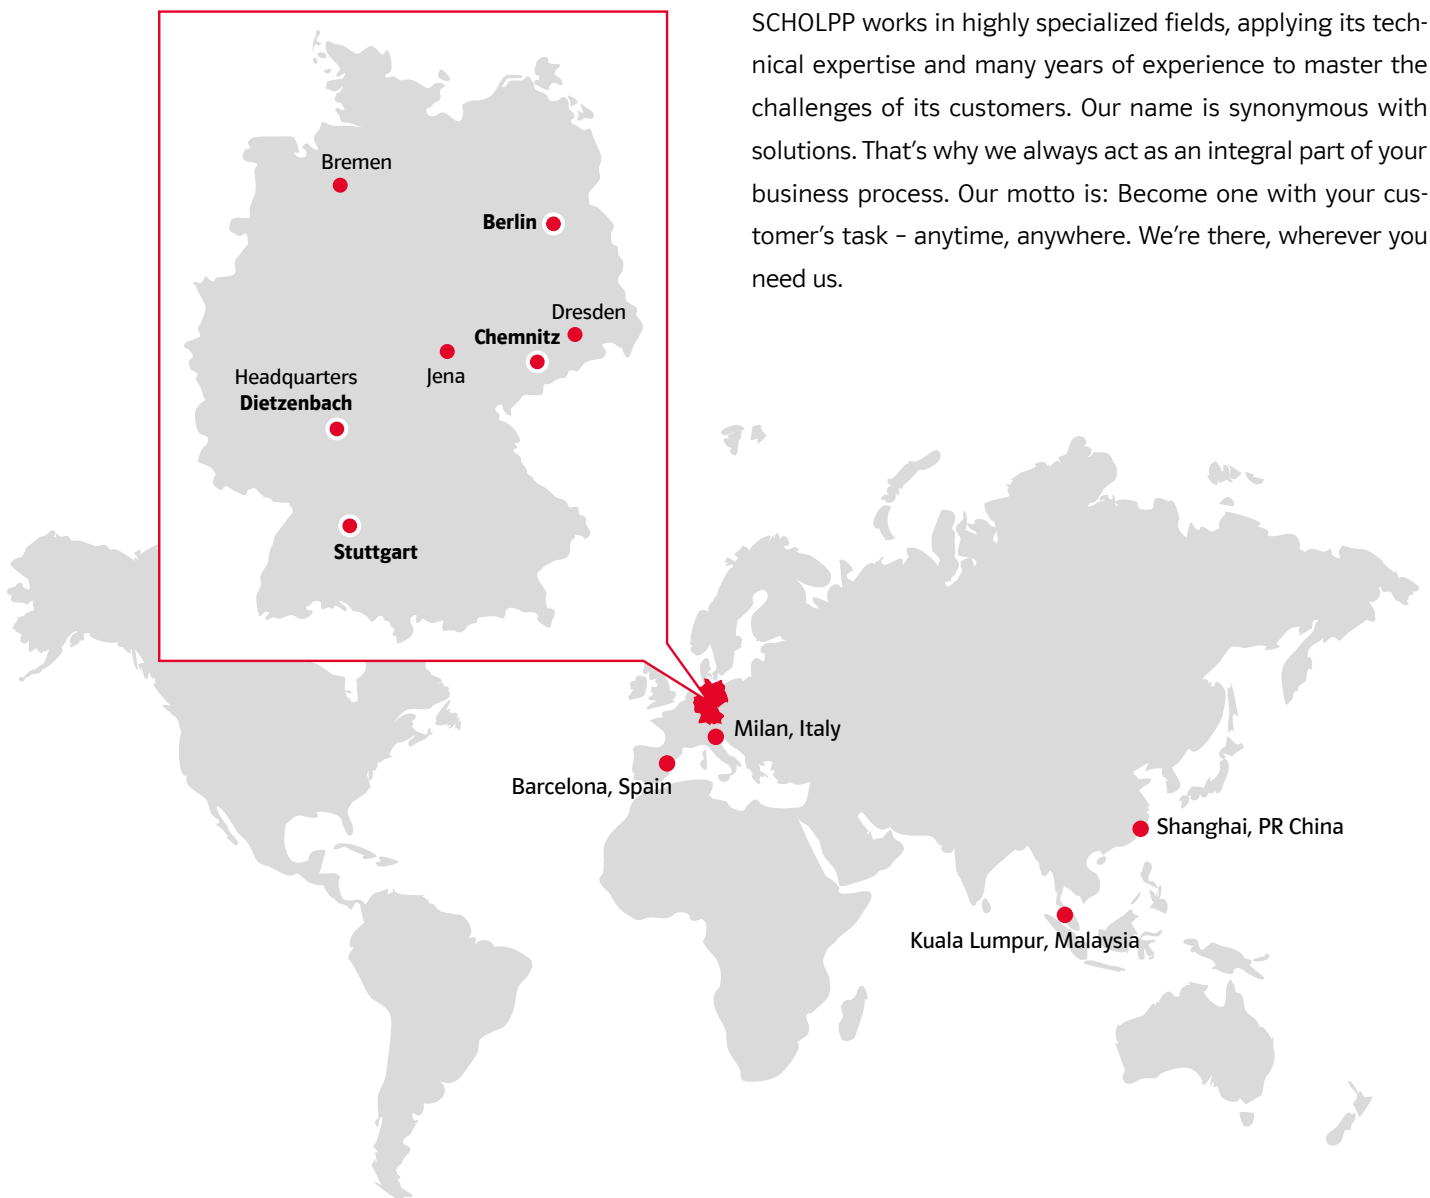 SCHOLPP works in highly specialized fields, applying its tech-
nical expertise and many years of experience to master the
challenges of its customers. Our name is synonymous with
solutions. That’s why we always act as an integral part of your
business process. Our motto is: Become one with your cus-
tomer’s task – anytime, anywhere. We’re there, wherever you
need us.
Bremen
Berlin
Dresden
Chemnitz
Jena
Headquarters
Dietzenbach
Stuttgart
Milan, Italy
Barcelona, Spain
Shanghai, PR China
Kuala Lumpur, Malaysia